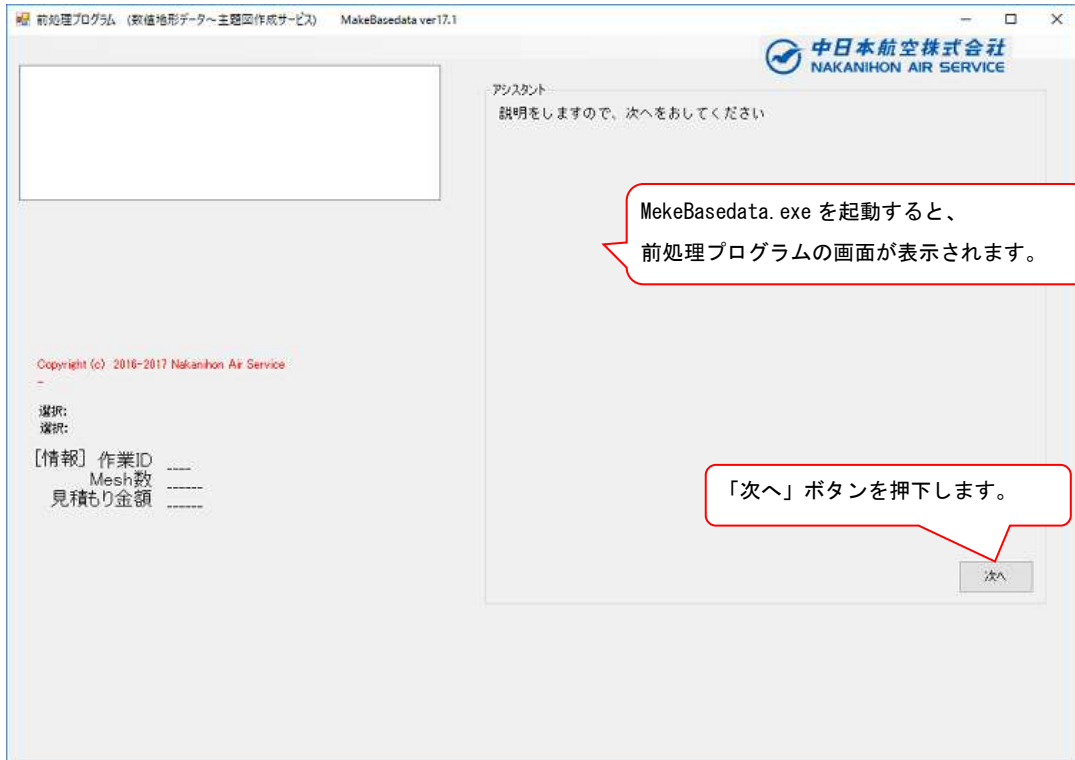 前処理プログラム (数値地形データ～主題図作成サービス) MakeBasedata ver17.1
中日本航空株式会社
NAKANIHON AIR SERVICE
アシスタント
説明をしますので、次へをおしてください
MekeBasedata.exe を起動すると、
前処理プログラムの画面が表示されます。
Copyright (c) 2016-2017 Nakanihon Air Service
-
選択:
選択:
[情報] 作業ID ____
Mesh数 ______
見積もり金額 ______
「次へ」ボタンを押下します。
次へ